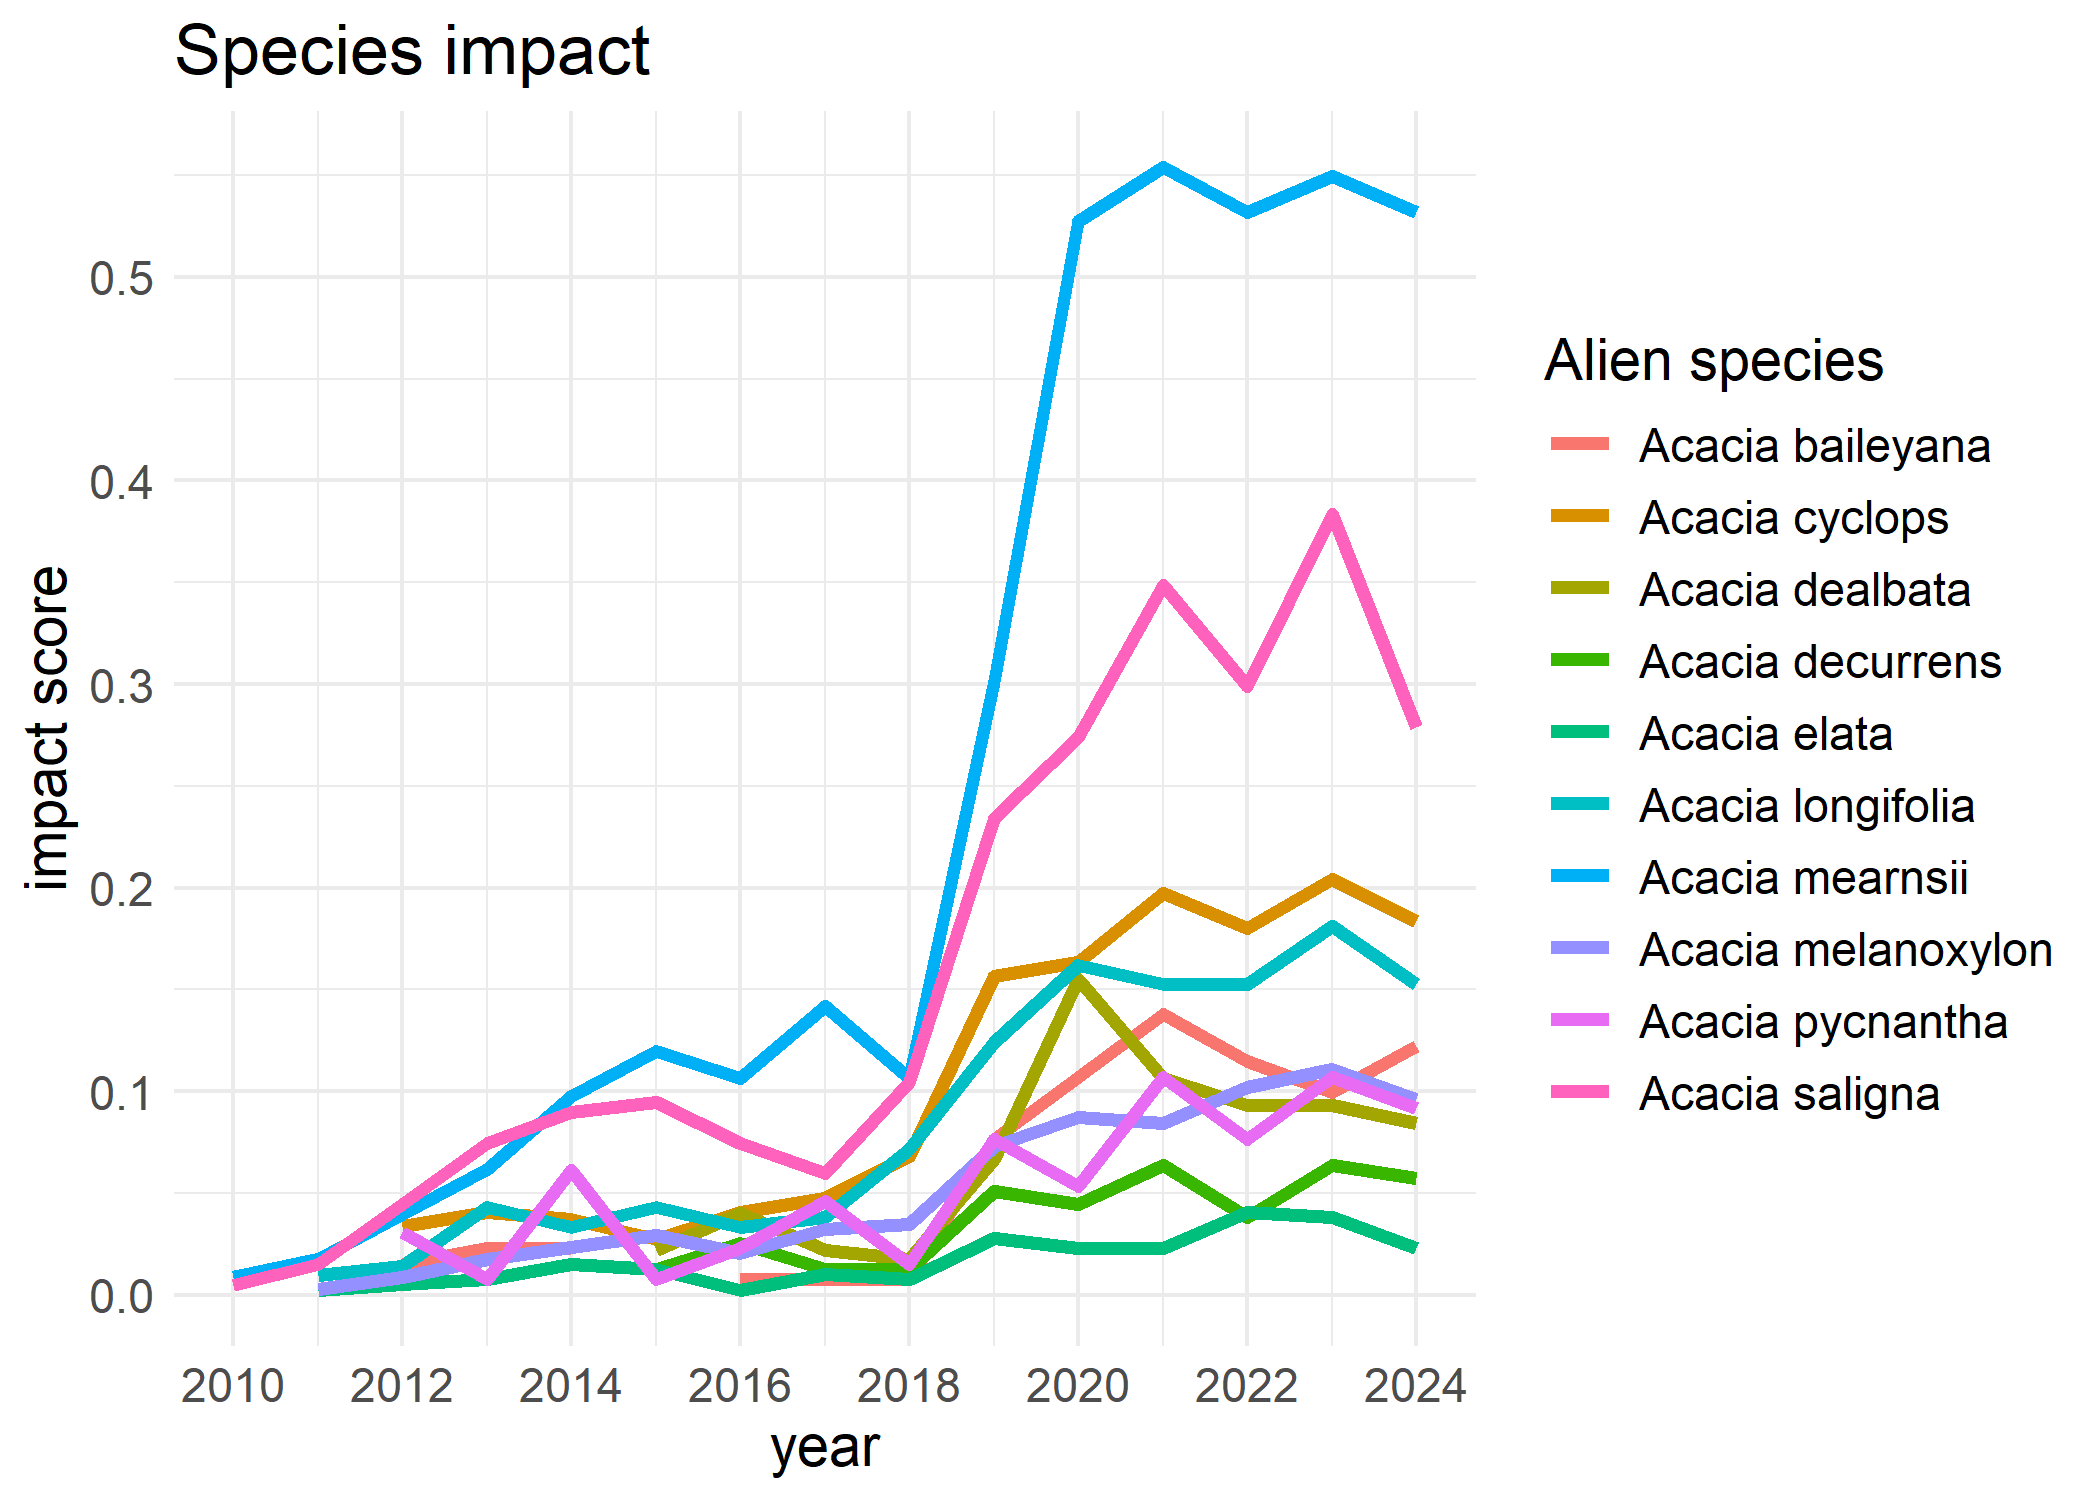 Species impact
impact score
0.5
0.4
0.3
0.2
0.1
0.0
2010 2012 2014 2016 2018 2020 2022 2024
year
Alien species
Acacia baileyana
Acacia cyclops
Acacia dealbata
Acacia decurrens
Acacia elata
Acacia longifolia
Acacia mearnsii
Acacia melanoxylon
Acacia pycnantha
Acacia saligna